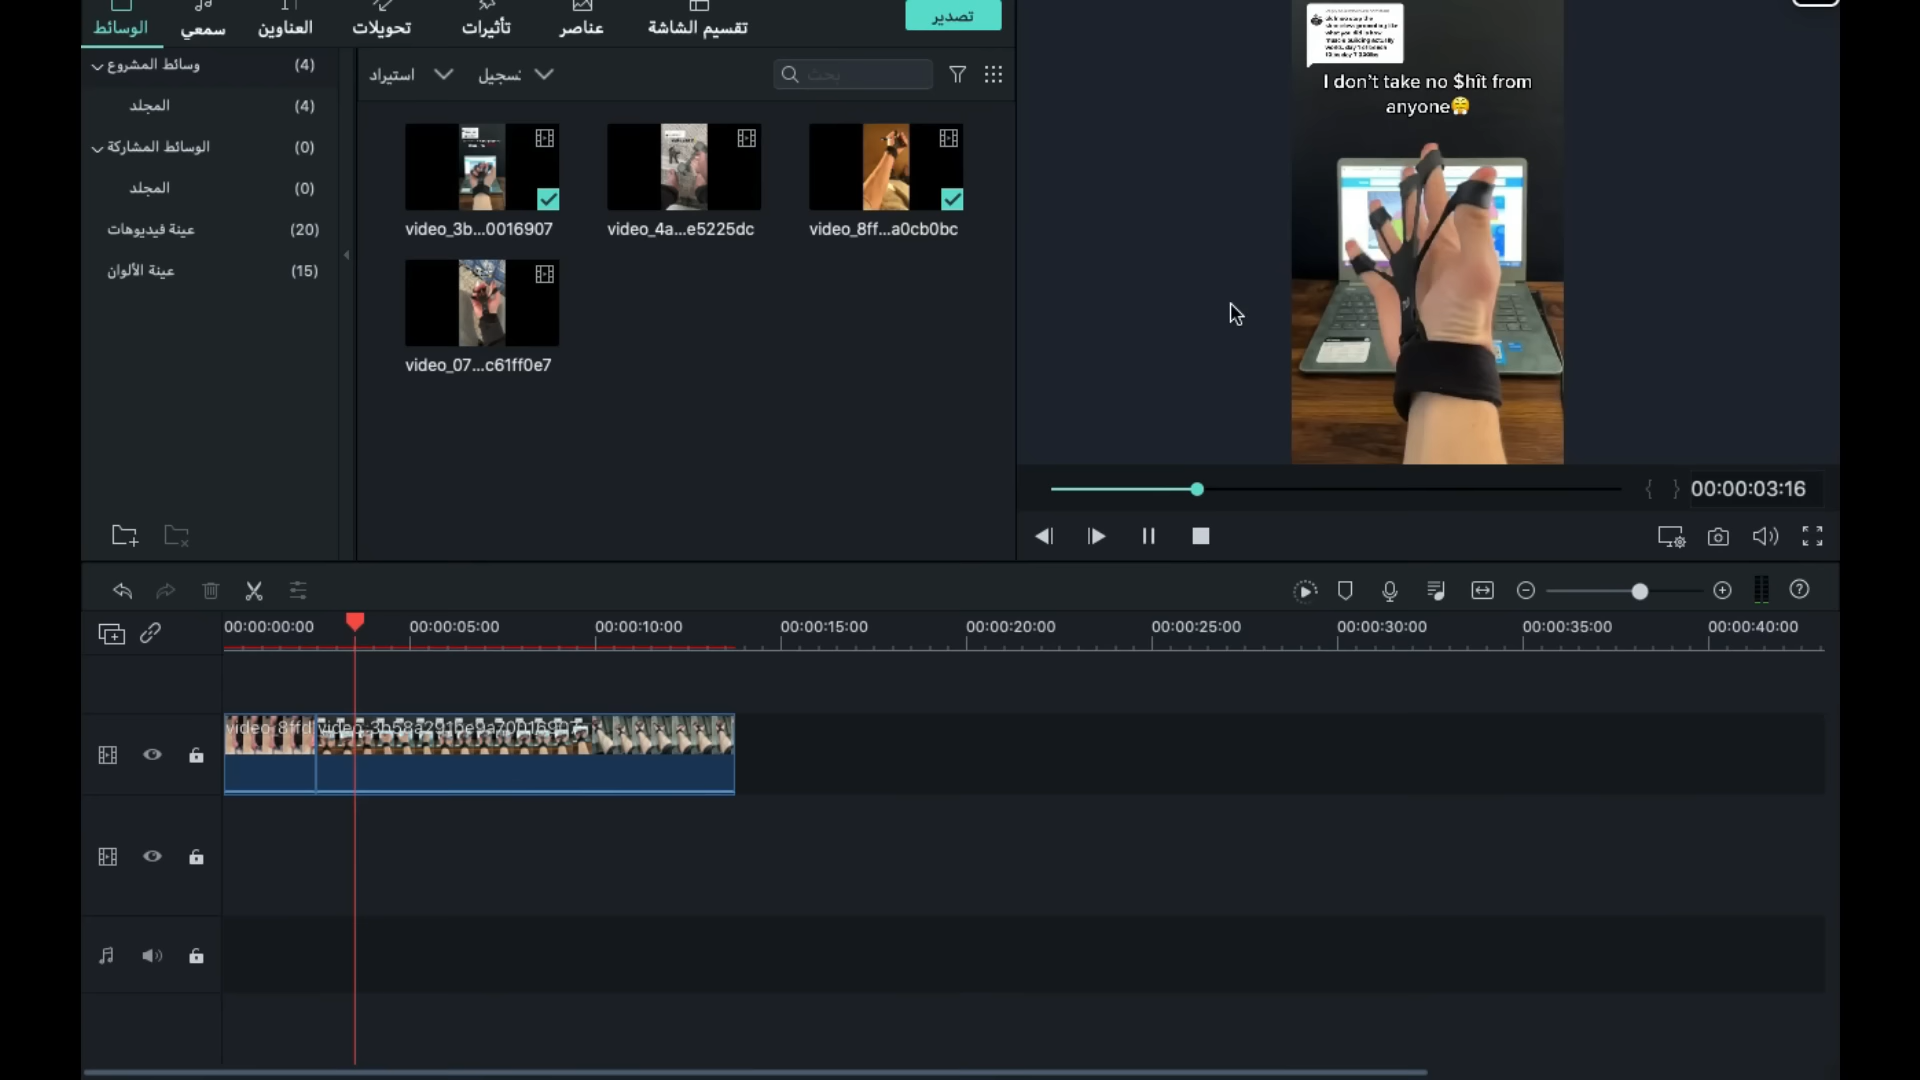 الوسائط
سمعي
العناوين
تحويلات
تأثيرات
عناصر
تقسيم الشاشة
تصدير
وسائط المشروع (4)
المجلد (4)
الوسائط المشاركة (0)
المجلد (0)
عينة فيديوهات (20)
عينة الألوان (15)
استيراد
تسجيل
بحث
video_3b...0016907
video_4a...e5225dc
video_8ff...a0cb0bc
video_07...c61ff0e7
I don't take no $hit from
anyone😤
{ } 00:00:03:16
00:00:00:00
00:00:05:00
00:00:10:00
00:00:15:00
00:00:20:00
00:00:25:00
00:00:30:00
00:00:35:00
00:00:40:00
video_8ffd